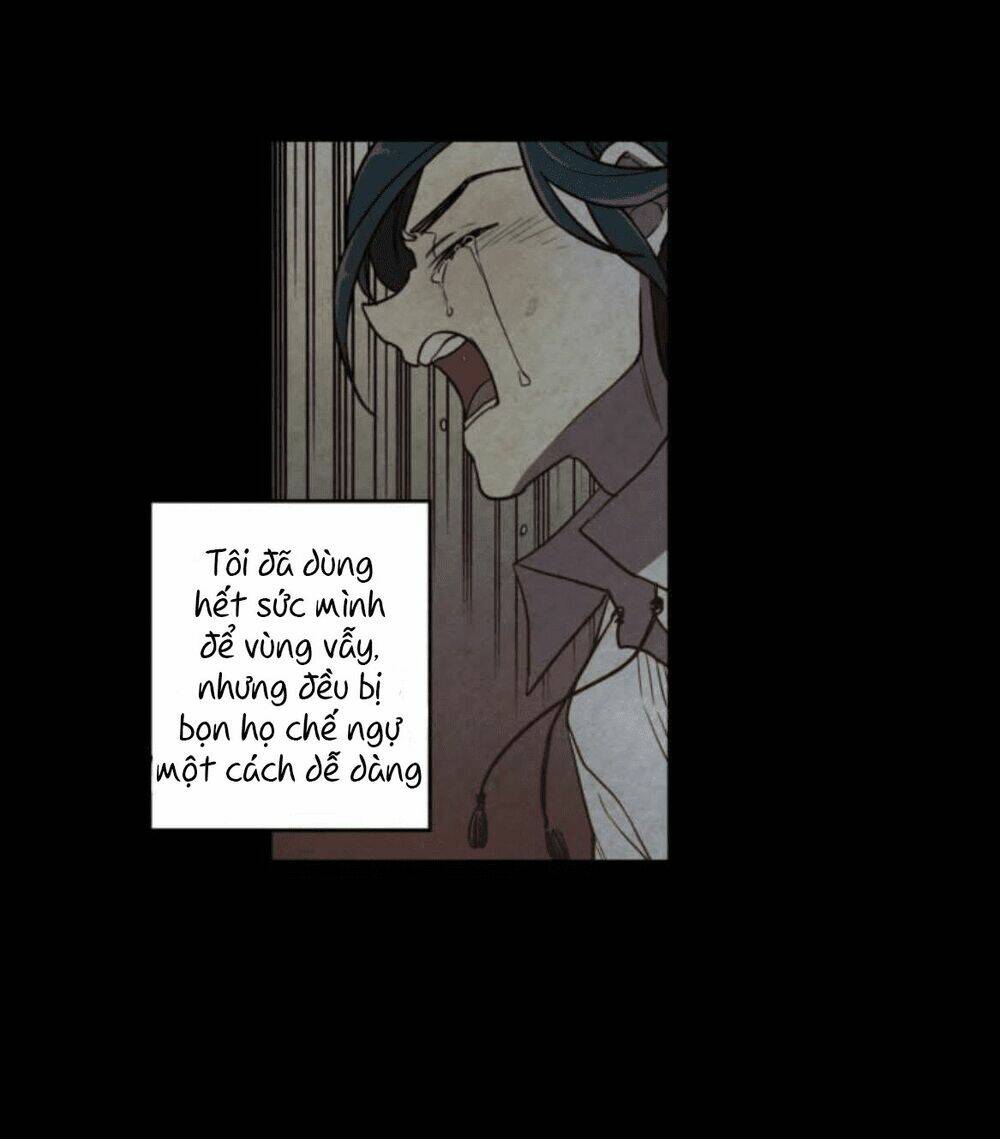 Tôi đã dùng
hết sức mình
để vùng vẫy,
nhưng đều bị
bọn họ chế ngự
một cách dễ dàng